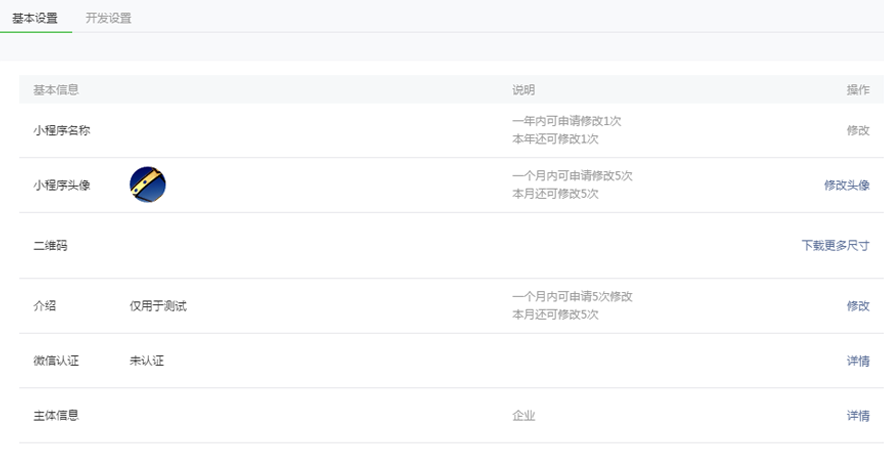 基本设置 开发设置
基本信息 说明 操作
小程序名称 一年内可申请修改1次 修改
本年还可修改1次
小程序头像 一个月内可申请修改5次 修改头像
本月还可修改5次
二维码 下载更多尺寸
介绍 仅用于测试 一个月内可申请5次修改 修改
本月还可修改5次
微信认证 未认证 详情
主体信息 企业 详情